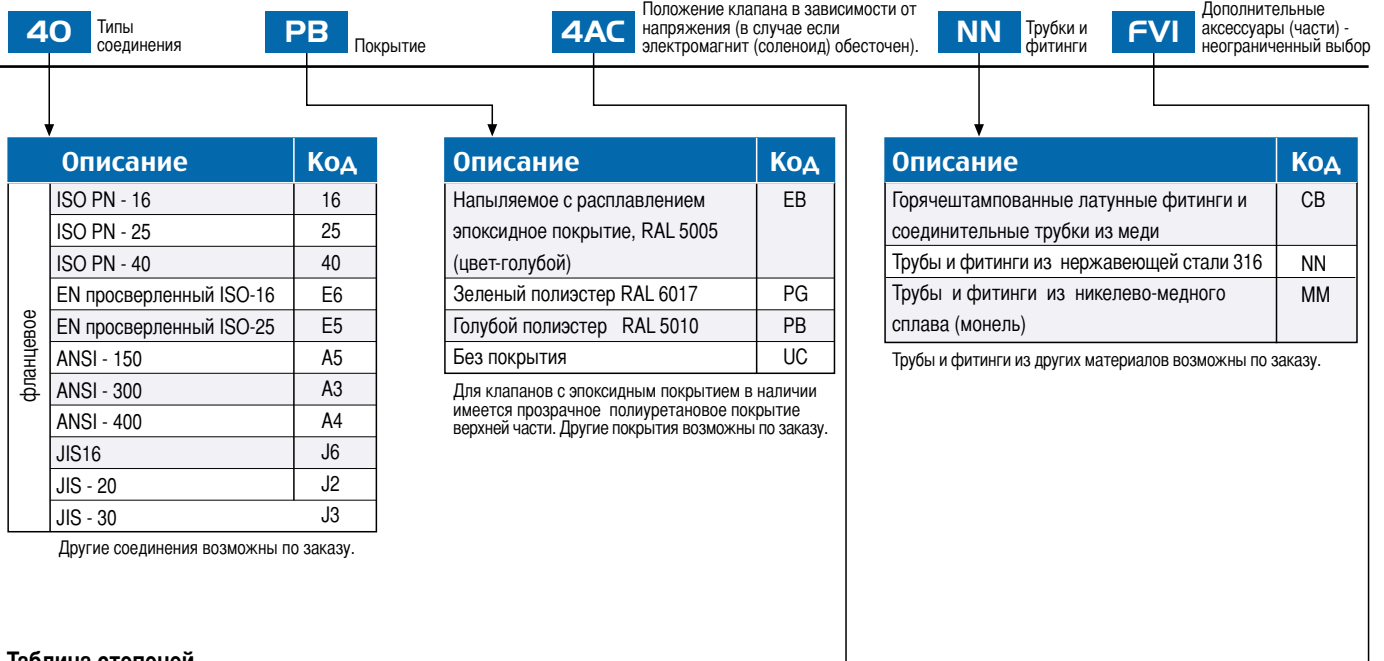 40 Типы соединения
PB Покрытие
4AC Положение клапана в зависимости от
напряжения (в случае если
электромагнит (соленоид) обесточен).
NN Трубки и
фитинги
FVI Дополнительные
аксессуары (части) -
неограниченный выбор
Описание Код
фланцевое
ISO PN - 16 16
ISO PN - 25 25
ISO PN - 40 40
EN просверленный ISO-16 E6
EN просверленный ISO-25 E5
ANSI - 150 A5
ANSI - 300 A3
ANSI - 400 A4
JIS16 J6
JIS - 20 J2
JIS - 30 J3
Другие соединения возможны по заказу.
Описание Код
Напыляемое с расплавлением EB
эпоксидное покрытие, RAL 5005
(цвет-голубой)
Зеленый полиэстер RAL 6017 PG
Голубой полиэстер RAL 5010 PB
Без покрытия UC
Для клапанов с эпоксидным покрытием в наличии
имеется прозрачное полиуретановое покрытие
верхней части. Другие покрытия возможны по заказу.
Описание Код
Горячештампованные латунные фитинги и CB
соединительные трубки из меди
Трубы и фитинги из нержавеющей стали 316 NN
Трубы и фитинги из никелево-медного MM
сплава (монель)
Трубы и фитинги из других материалов возможны по заказу.
Таблица степеней